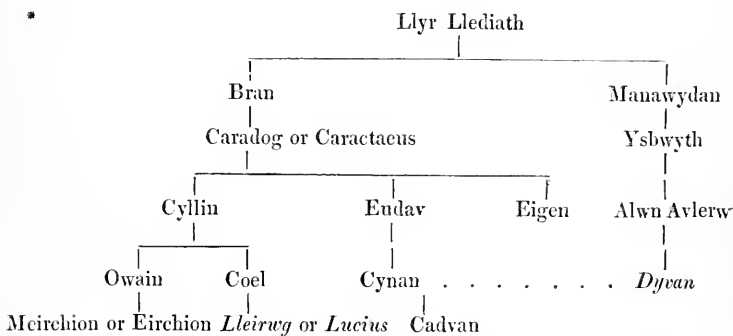 *
Llyr Llediath
Bran Manawydan
Caradog or Caractaeus Ysbwyth
Cyllin Eudav Eigen Alwn Avlerw
Owain Coel Cynan . . . . . . . Dyvan
Meirchion or Eirchion Lleirwg or Lucius Cadvan